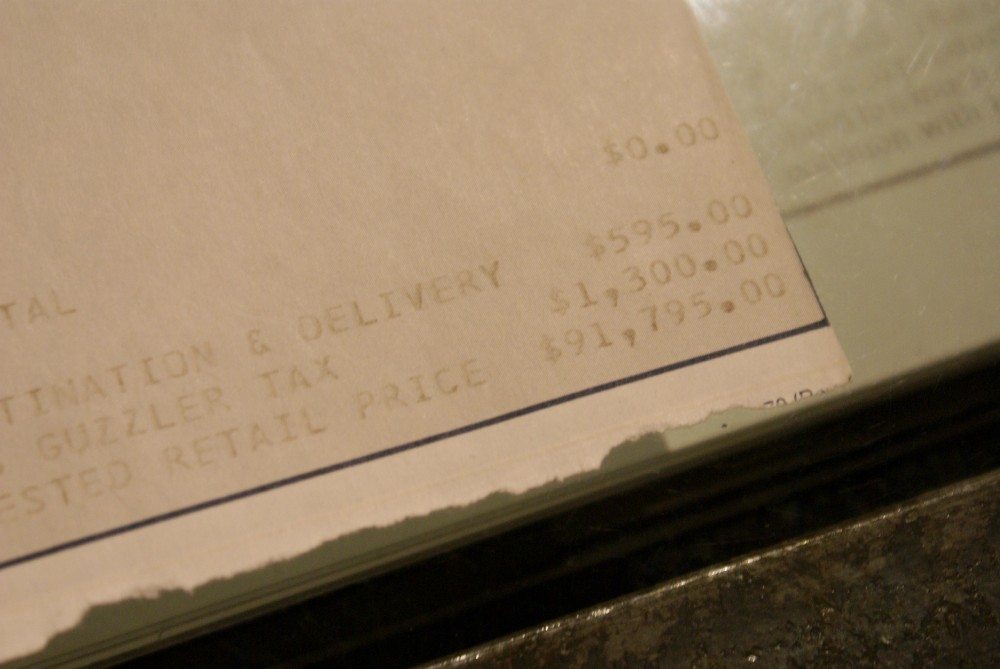 $0.00
TAL
TINATION & DELIVERY $595.00
GUZZLER TAX $1,300.00
ESTED RETAIL PRICE $91,795.00